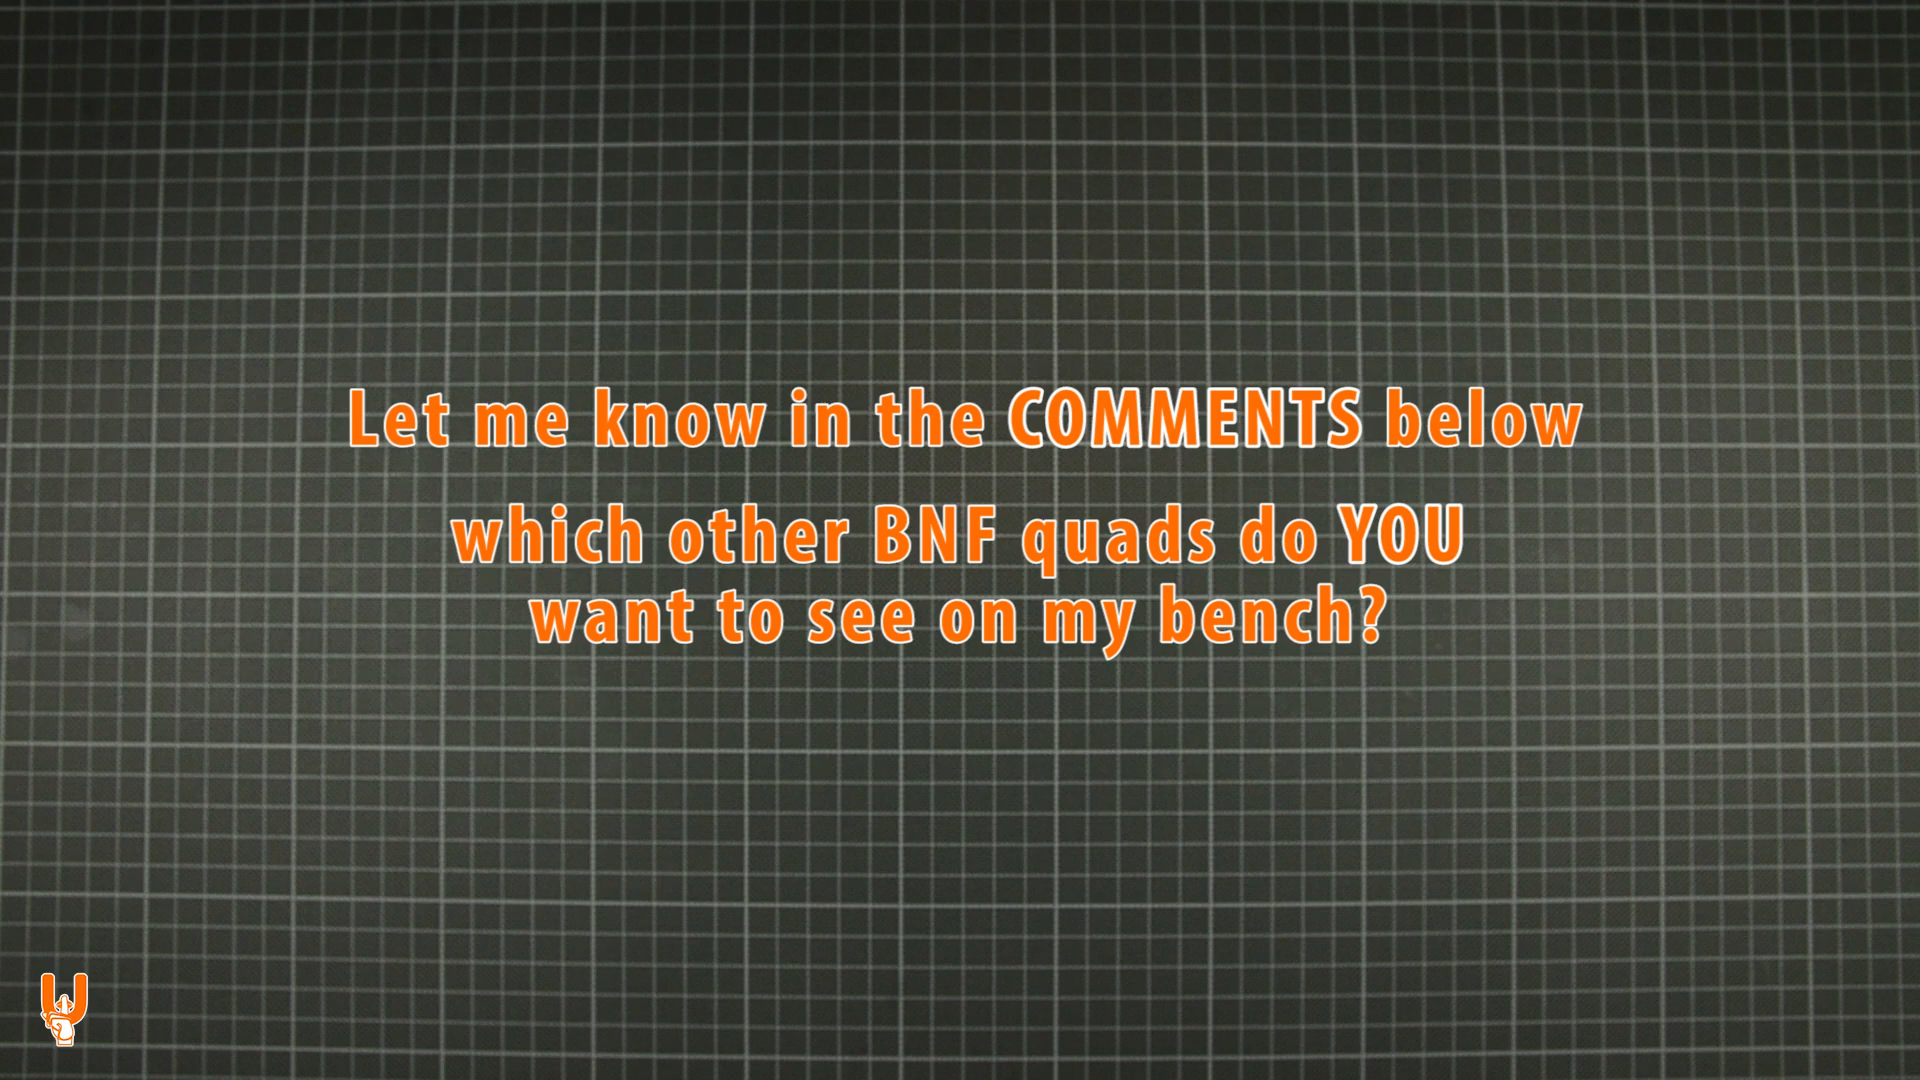 Let me know in the COMMENTS below
which other BNF quads do YOU
want to see on my bench?